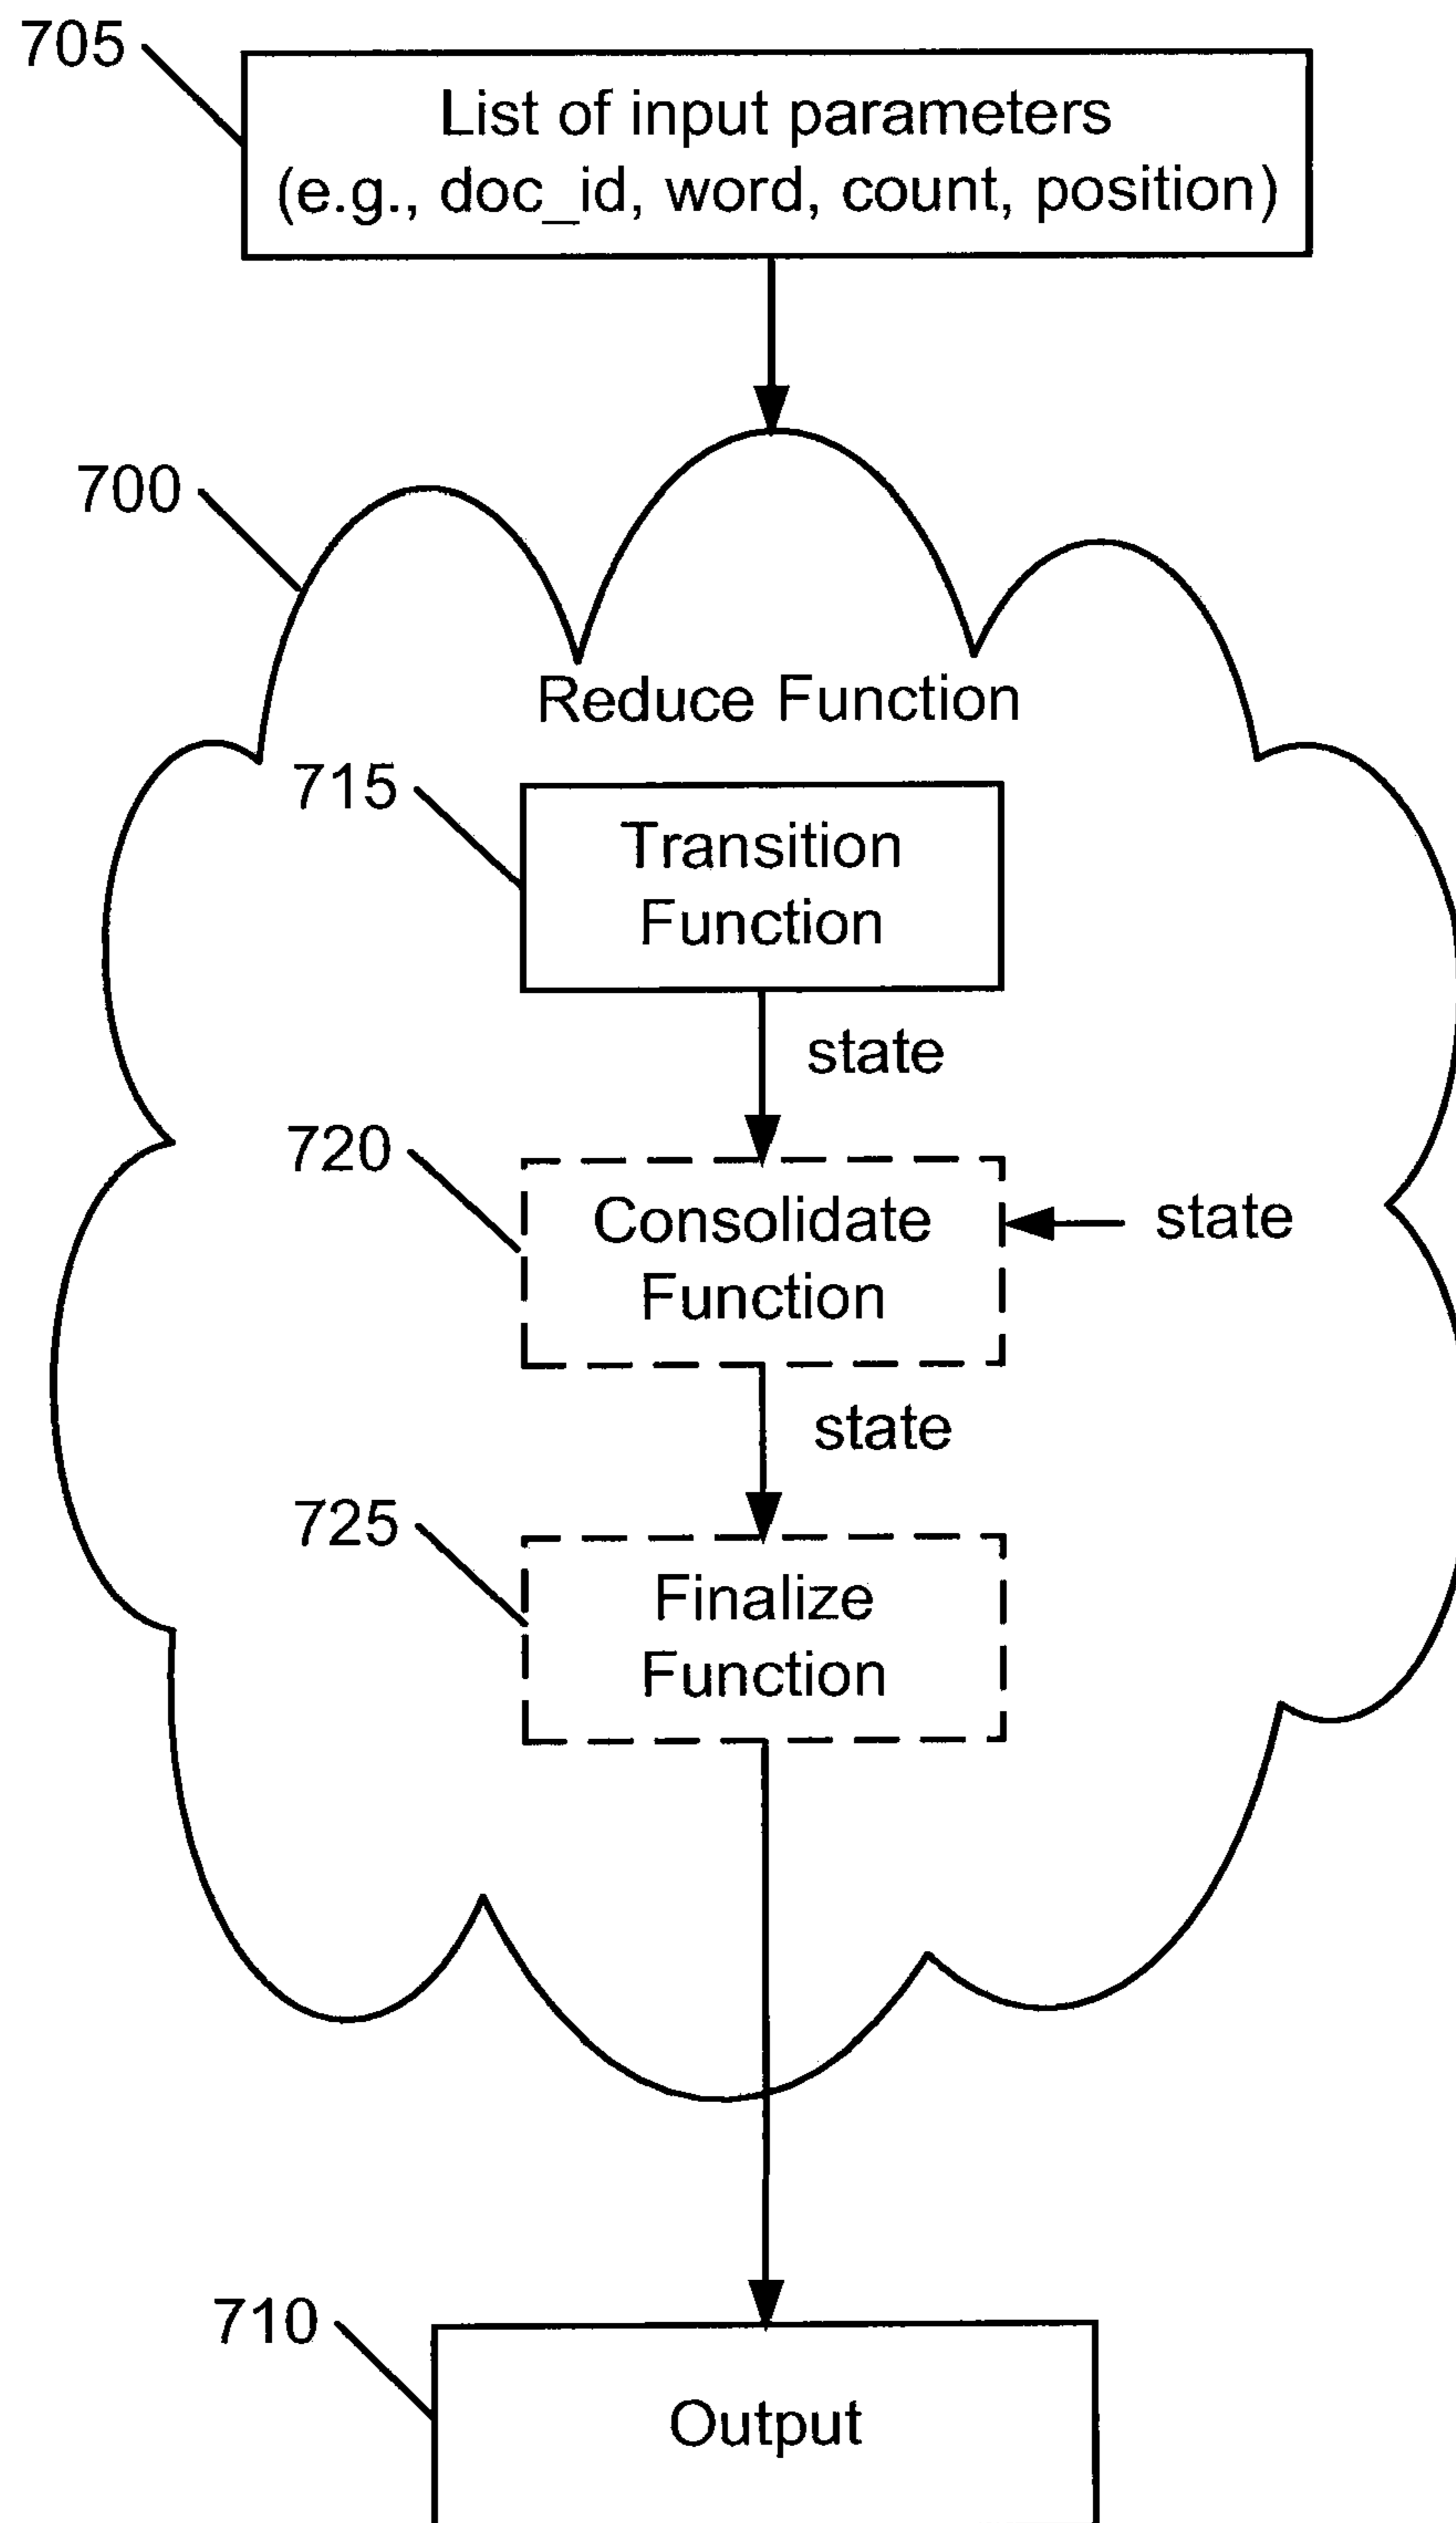 705
List of input parameters
(e.g., doc_id, word, count, position)
700
Reduce Function
715
Transition
Function
state
720
Consolidate
Function
state
state
725
Finalize
Function
710
Output